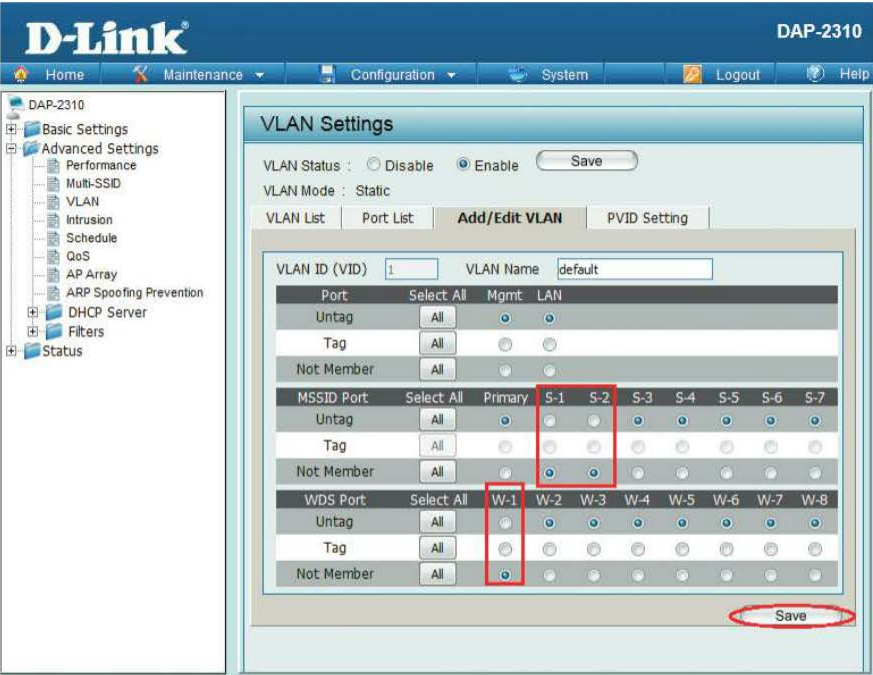 D-Link®
DAP-2310
Home Maintenance Configuration System Logout Help
DAP-2310
Basic Settings
Advanced Settings
Performance
Multi-SSID
VLAN
Intrusion
Schedule
QoS
AP Array
ARP Spoofing Prevention
DHCP Server
Filters
Status
VLAN Settings
VLAN Status : Disable Enable Save
VLAN Mode : Static
VLAN List Port List Add/Edit VLAN PVID Setting
VLAN ID (VID) 1 VLAN Name default
Port Select All Mgmt LAN
Untag All
Tag All
Not Member All
MSSID Port Select All Primary S-1 S-2 S-3 S-4 S-5 S-6 S-7
Untag All
Tag All
Not Member All
WDS Port Select All W-1 W-2 W-3 W-4 W-5 W-6 W-7 W-8
Untag All
Tag All
Not Member All
Save